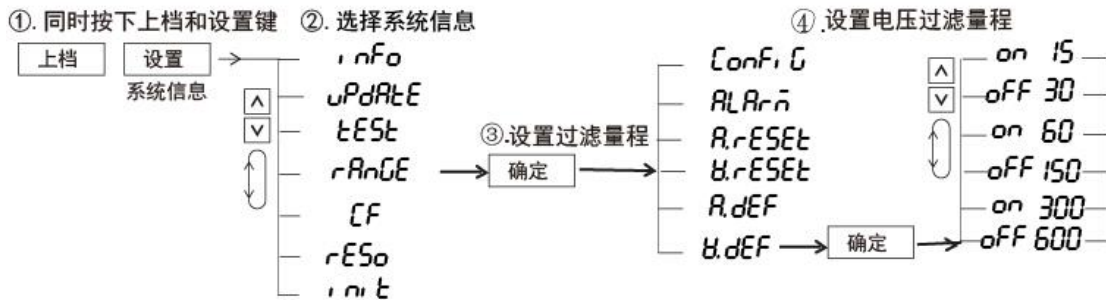 ①. 同时按下上档和设置键
②. 选择系统信息
④.设置电压过滤量程
上档
设置
系统信息
∧
∨
inFo
uPdAtE
tESt
rAnGE
CF
rESo
init
③.设置过滤量程
确定
ConFiG
ALArm
A.rESEt
V.rESEt
A.dEF
V.dEF
确定
∧
∨
on 15
oFF 30
on 60
oFF 150
on 300
oFF 600